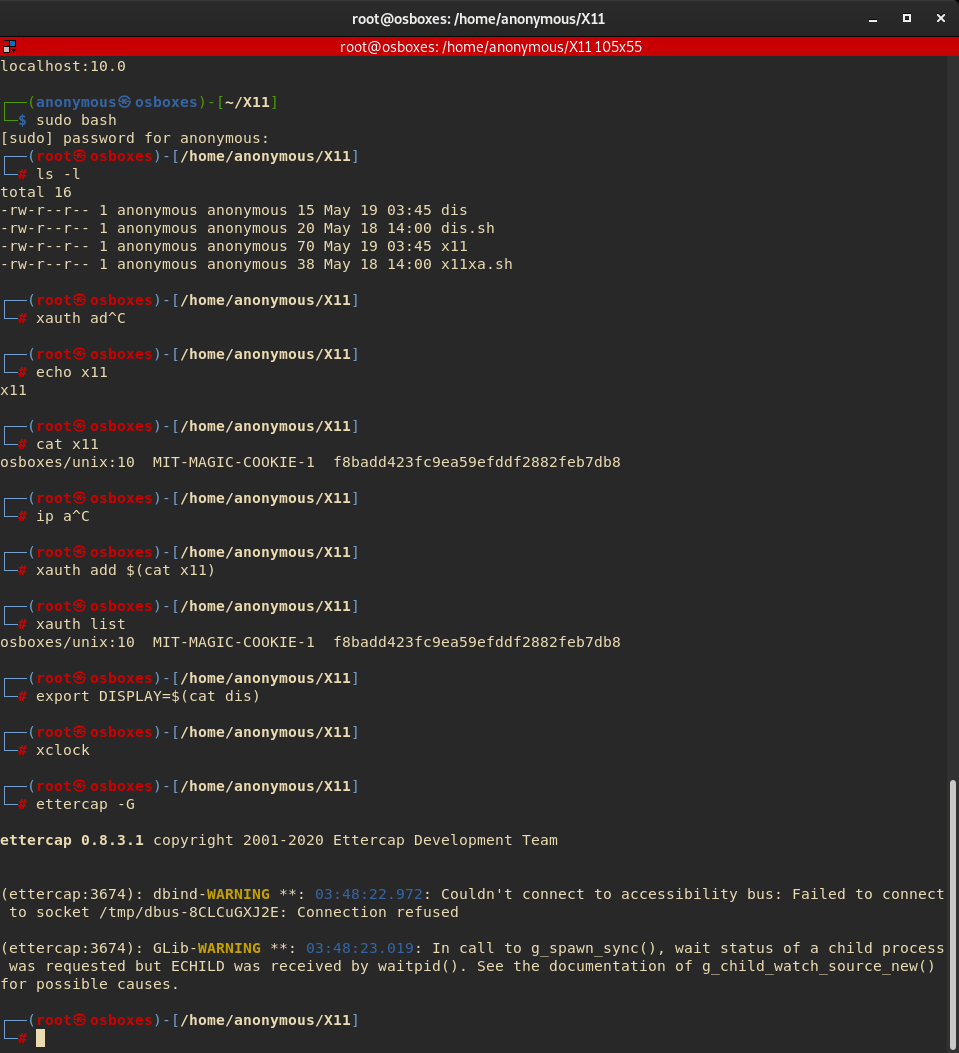 root@osboxes: /home/anonymous/X11
root@osboxes: /home/anonymous/X11 105x55
localhost:10.0
┌──(anonymous㉿osboxes)-[~/X11]
└─$ sudo bash
[sudo] password for anonymous:
┌──(root㉿osboxes)-[/home/anonymous/X11]
└─# ls -l
total 16
-rw-r--r-- 1 anonymous anonymous 15 May 19 03:45 dis
-rw-r--r-- 1 anonymous anonymous 20 May 18 14:00 dis.sh
-rw-r--r-- 1 anonymous anonymous 70 May 19 03:45 x11
-rw-r--r-- 1 anonymous anonymous 38 May 18 14:00 x11xa.sh
┌──(root㉿osboxes)-[/home/anonymous/X11]
└─# xauth ad^C
┌──(root㉿osboxes)-[/home/anonymous/X11]
└─# echo x11
x11
┌──(root㉿osboxes)-[/home/anonymous/X11]
└─# cat x11
osboxes/unix:10  MIT-MAGIC-COOKIE-1  f8badd423fc9ea59efddf2882feb7db8
┌──(root㉿osboxes)-[/home/anonymous/X11]
└─# ip a^C
┌──(root㉿osboxes)-[/home/anonymous/X11]
└─# xauth add $(cat x11)
┌──(root㉿osboxes)-[/home/anonymous/X11]
└─# xauth list
osboxes/unix:10  MIT-MAGIC-COOKIE-1  f8badd423fc9ea59efddf2882feb7db8
┌──(root㉿osboxes)-[/home/anonymous/X11]
└─# export DISPLAY=$(cat dis)
┌──(root㉿osboxes)-[/home/anonymous/X11]
└─# xclock
┌──(root㉿osboxes)-[/home/anonymous/X11]
└─# ettercap -G
ettercap 0.8.3.1 copyright 2001-2020 Ettercap Development Team
(ettercap:3674): dbind-WARNING **: 03:48:22.972: Couldn't connect to accessibility bus: Failed to connect
 to socket /tmp/dbus-8CLCuGXJ2E: Connection refused
(ettercap:3674): GLib-WARNING **: 03:48:23.019: In call to g_spawn_sync(), wait status of a child process
 was requested but ECHILD was received by waitpid(). See the documentation of g_child_watch_source_new()
for possible causes.
┌──(root㉿osboxes)-[/home/anonymous/X11]
└─#